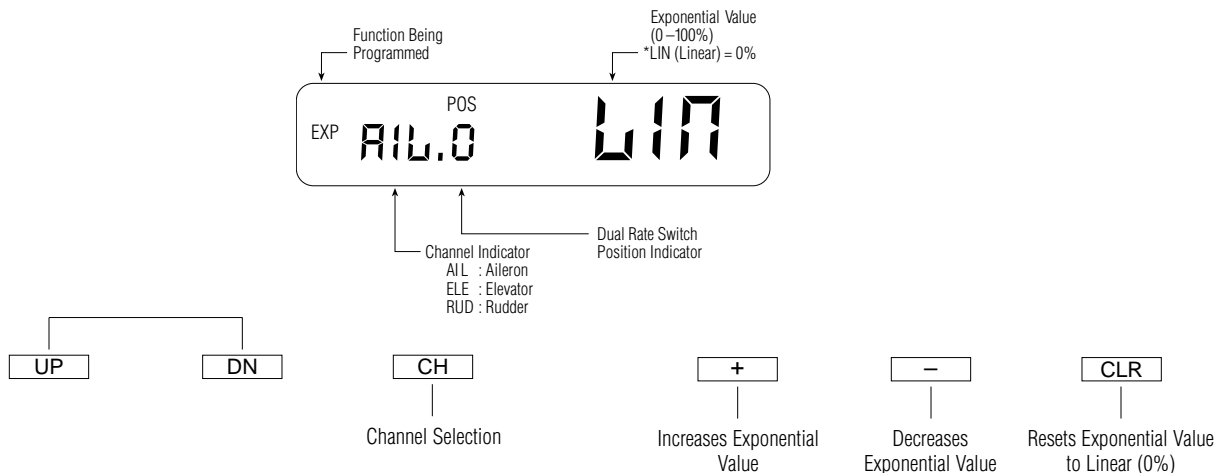 Function Being
Programmed
Exponential Value
(0–100%)
*LIN (Linear) = 0%
POS
EXP AIL.0 LIN
Channel Indicator
AIL : Aileron
ELE : Elevator
RUD : Rudder
Dual Rate Switch
Position Indicator
UP DN CH + – CLR
Channel Selection
Increases Exponential
Value
Decreases
Exponential Value
Resets Exponential Value
to Linear (0%)